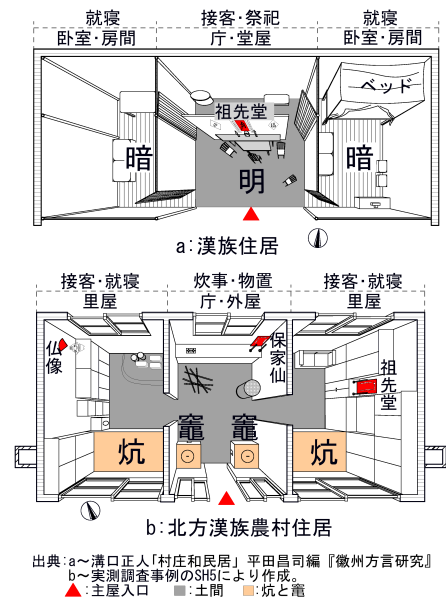 就寝 接客・祭祀 就寝
卧室・房間 庁・堂屋 卧室・房間
ベッド
祖先堂
暗 明 暗
a:漢族住居
接客・就寝 炊事・物置 接客・就寝
里屋 庁・外屋 里屋
仏像 保家仙 祖先堂
竈 竈
炕 炕
b:北方漢族農村住居
出典:a~溝口正人「村庄和民居」平田昌司編『徽州方言研究』
b~実測調査事例のSH5により作成。
:主屋入口 :土間 :炕と竈